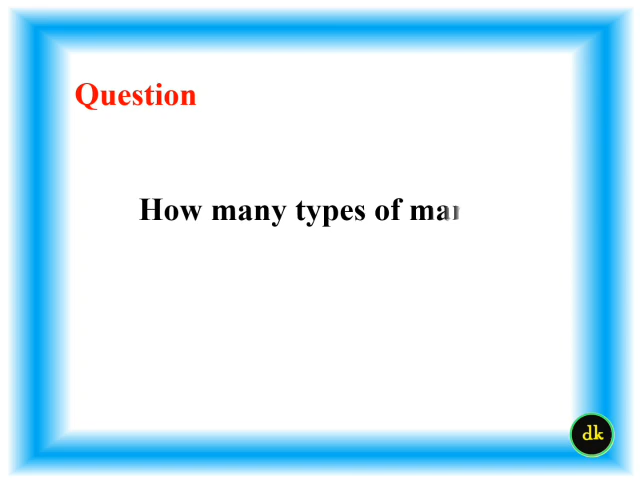 Question
How many types of
dk